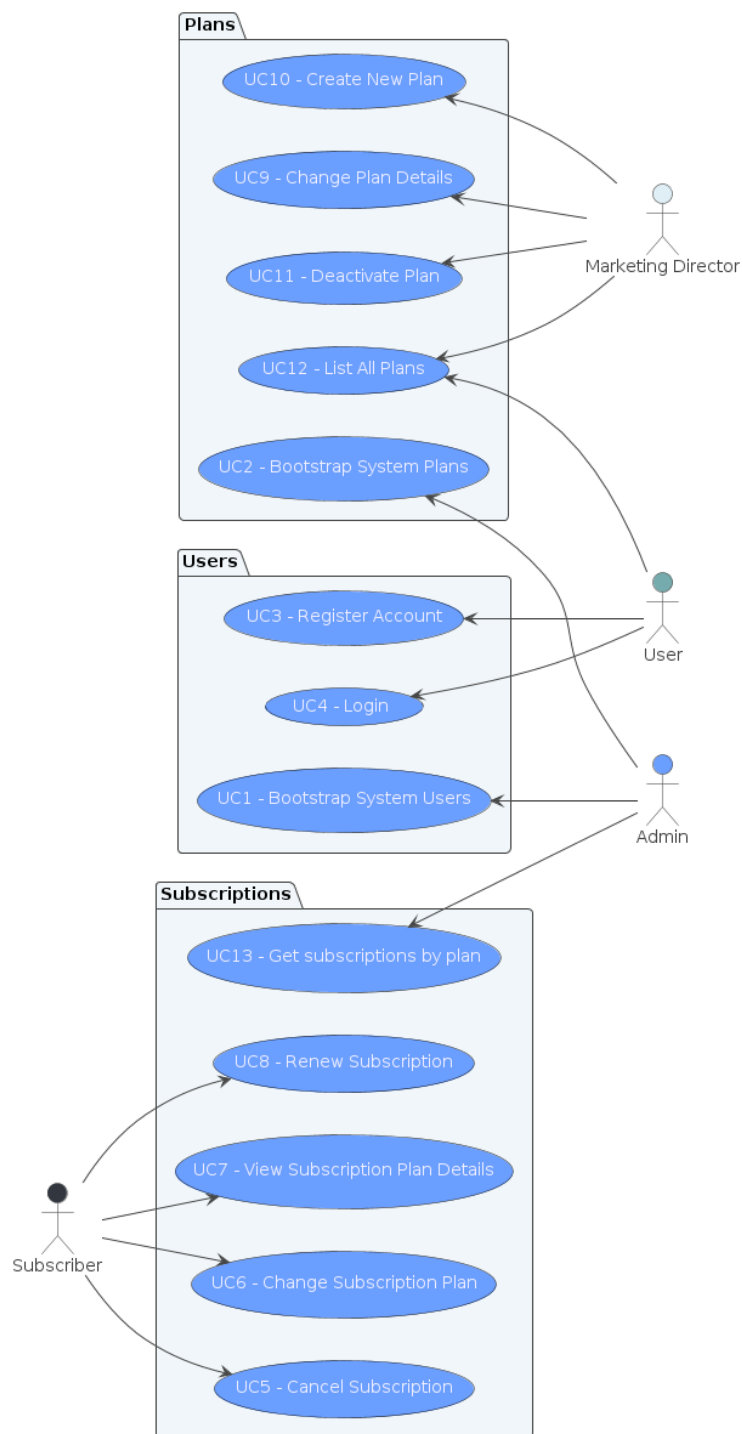 Plans
UC10 - Create New Plan
UC9 - Change Plan Details
UC11 - Deactivate Plan
UC12 - List All Plans
UC2 - Bootstrap System Plans
Marketing Director
Users
UC3 - Register Account
UC4 - Login
UC1 - Bootstrap System Users
User
Admin
Subscriptions
UC13 - Get subscriptions by plan
UC8 - Renew Subscription
UC7 - View Subscription Plan Details
UC6 - Change Subscription Plan
UC5 - Cancel Subscription
Subscriber